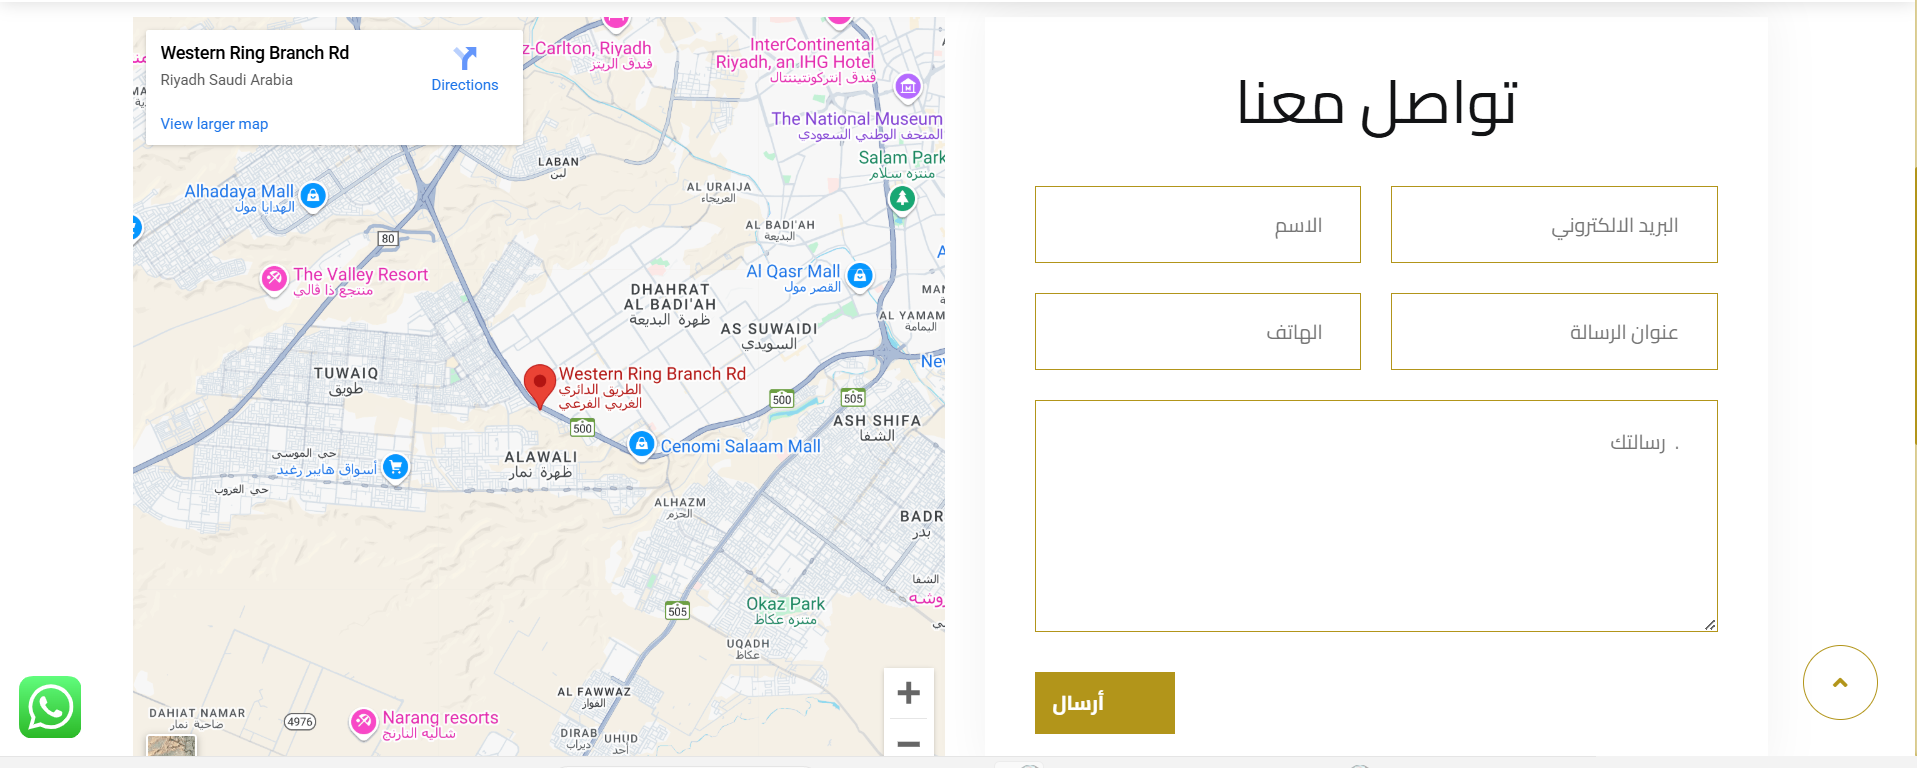 Western Ring Branch Rd
Riyadh Saudi Arabia
Directions
View larger map
z-Carlton, Riyadh
فندق الريتز
InterContinental
Riyadh, an IHG Hotel
فندق إنتركونتيننتال
The National Museum
المتحف الوطني السعودي
Salam Park
منتزه سلام
LABAN
لبن
AL URAIJA
العريجاء
Alhadaya Mall
الهدايا مول
AL BADI'AH
البديعة
80
The Valley Resort
منتجع ذا ڤالي
Al Qasr Mall
القصر مول
DHAHRAT
AL BADI'AH
ظهرة البديعة
AS SUWAIDI
السويدي
AL YAMAM
اليمامة
MAN
New
TUWAIQ
طويق
Western Ring Branch Rd
الطريق الدائري
الغربي الفرعي
500
505
500
ASH SHIFA
الشفا
Cenomi Salaam Mall
ALAWALI
ظهرة نمار
حي الموسى
أسواق هايبر رغيد
حي الغروب
ALHAZM
الحزم
BADR
بدر
الشفا
Okaz Park
متنزه عكاظ
505
UQADH
عكاظ
AL FAWWAZ
الفواز
DAHIAT NAMAR
ضاحية نمار
4976
Narang resorts
شاليه النارنج
DIRAB
ديراب
UHUD
أحد
تواصل معنا
الاسم
البريد الالكتروني
الهاتف
عنوان الرسالة
. رسالتك
أرسال